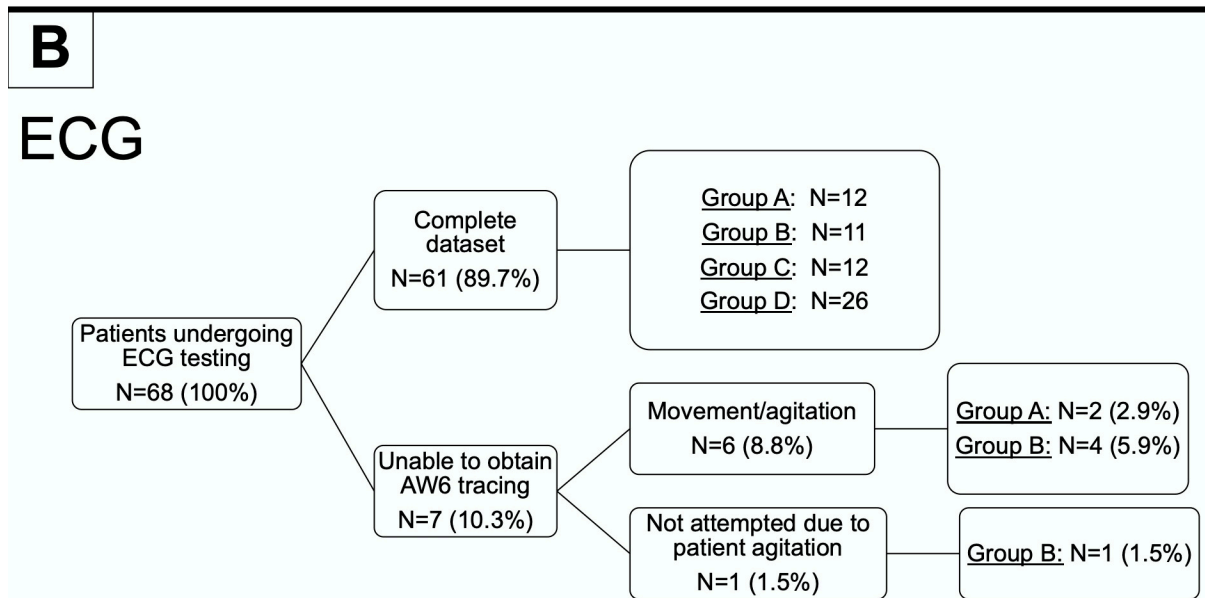 B
ECG
Patients undergoing
ECG testing
N=68 (100%)
Complete
dataset
N=61 (89.7%)
Group A: N=12
Group B: N=11
Group C: N=12
Group D: N=26
Unable to obtain
AW6 tracing
N=7 (10.3%)
Movement/agitation
N=6 (8.8%)
Group A: N=2 (2.9%)
Group B: N=4 (5.9%)
Not attempted due to
patient agitation
N=1 (1.5%)
Group B: N=1 (1.5%)